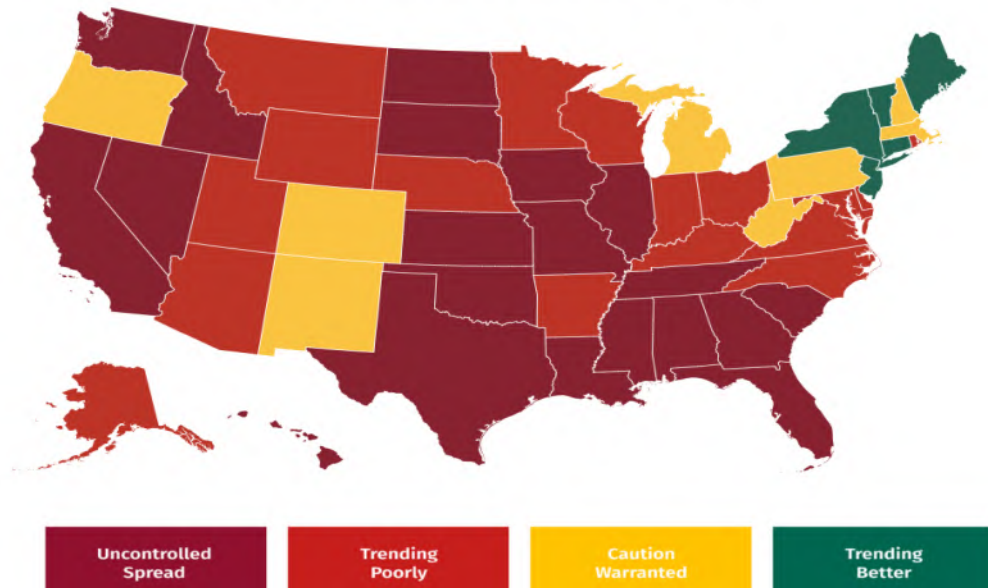 Uncontrolled
Spread
Trending
Poorly
Caution
Warranted
Trending
Better